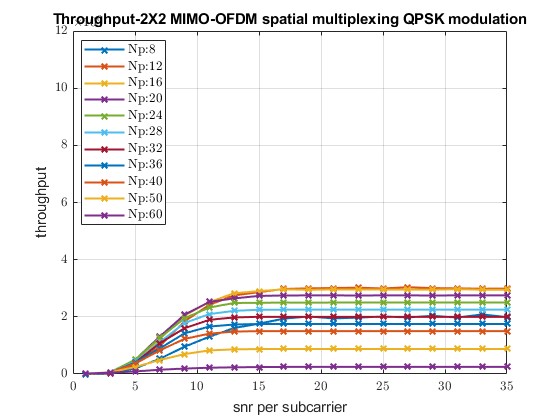 Throughput-2X2 MIMO-OFDM spatial multiplexing QPSK modulation
12
10
8
6
4
2
0
throughput
Np:8
Np:12
Np:16
Np:20
Np:24
Np:28
Np:32
Np:36
Np:40
Np:50
Np:60
0 5 10 15 20 25 30 35
snr per subcarrier